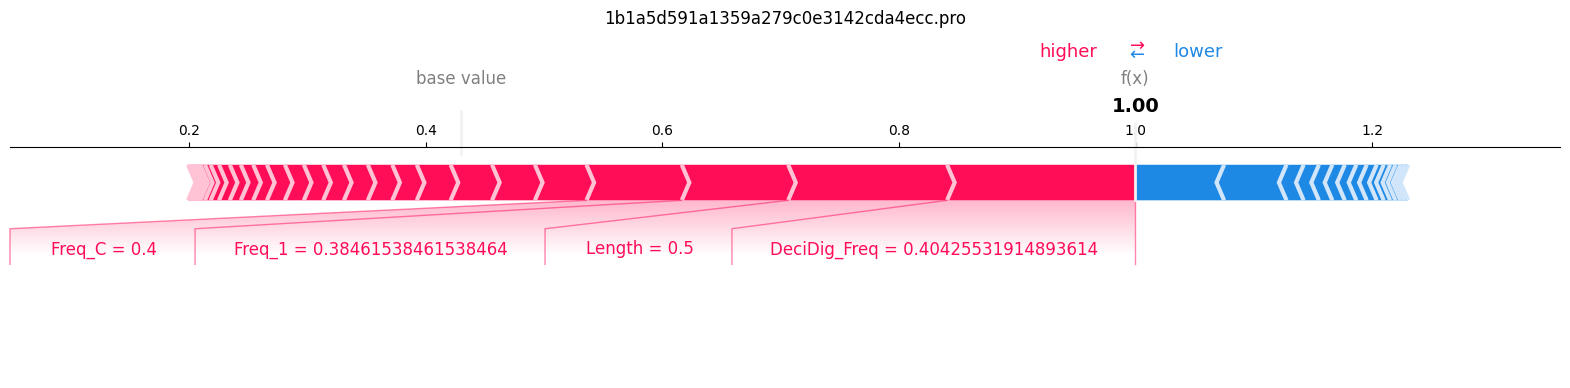 1b1a5d591a1359a279c0e3142cda4ecc.pro
higher ⇄ lower
base value f(x)
1.00
0.2 0.4 0.6 0.8 1.0 1.2
Freq_C = 0.4 Freq_1 = 0.38461538461538464 Length = 0.5 DeciDig_Freq = 0.40425531914893614